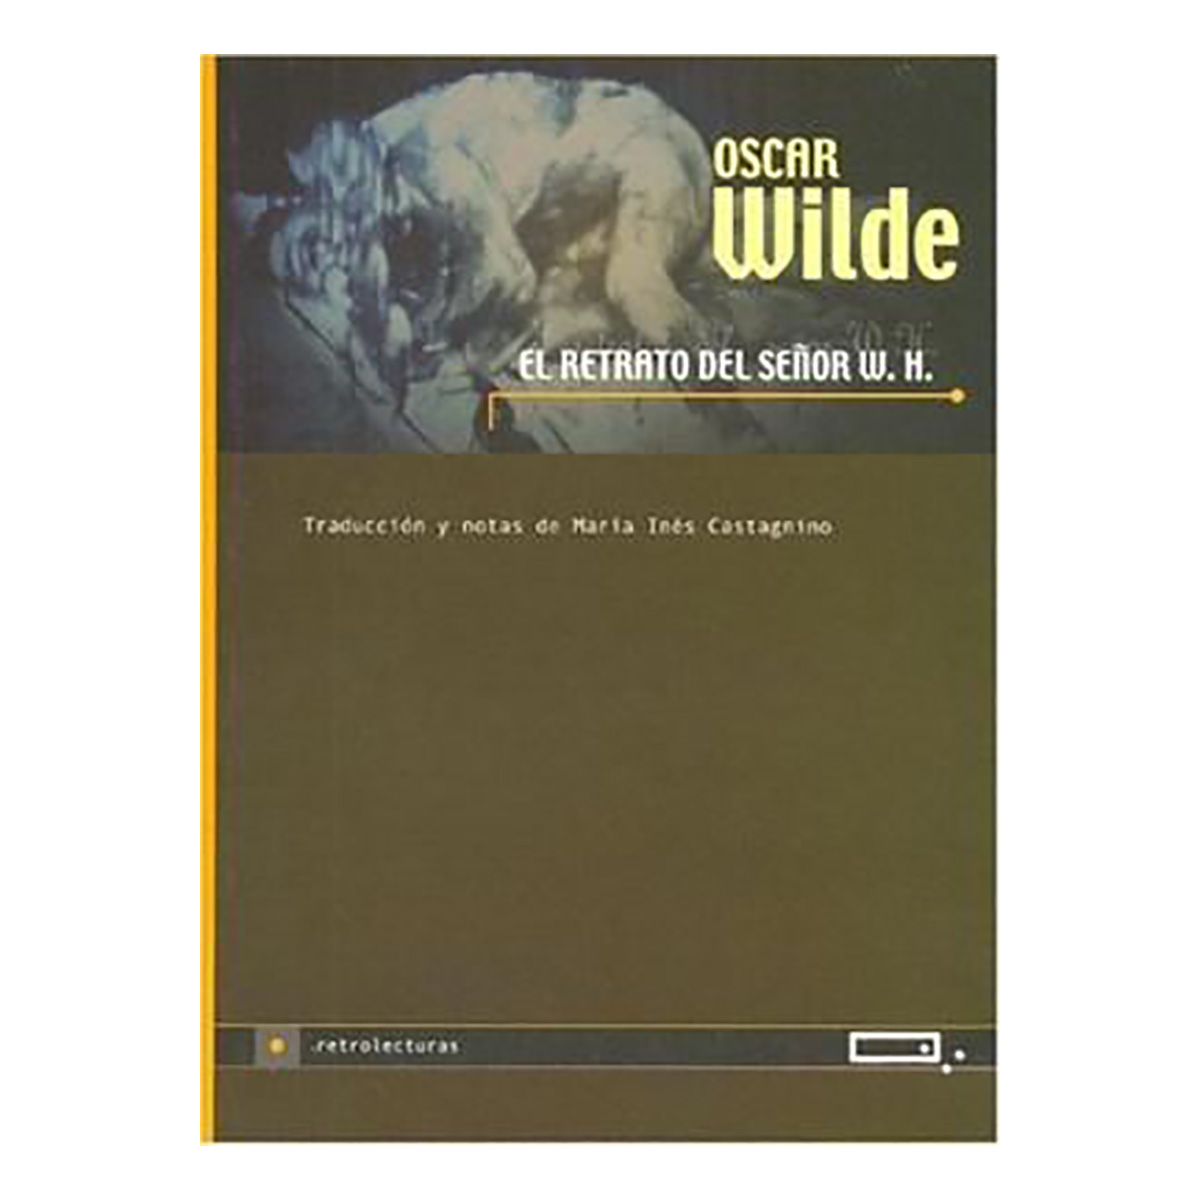 OSCAR
Wilde
EL RETRATO DEL SEÑOR W. H.
Traducción y notas de María Inés Castagnino
.retrolecturas